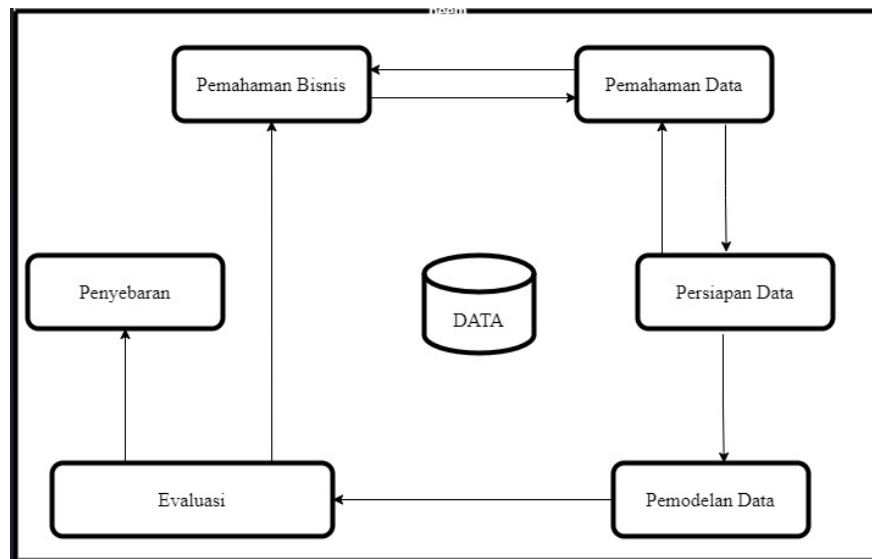 Pemahaman Bisnis
Pemahaman Data
Penyebaran
DATA
Persiapan Data
Evaluasi
Pemodelan Data